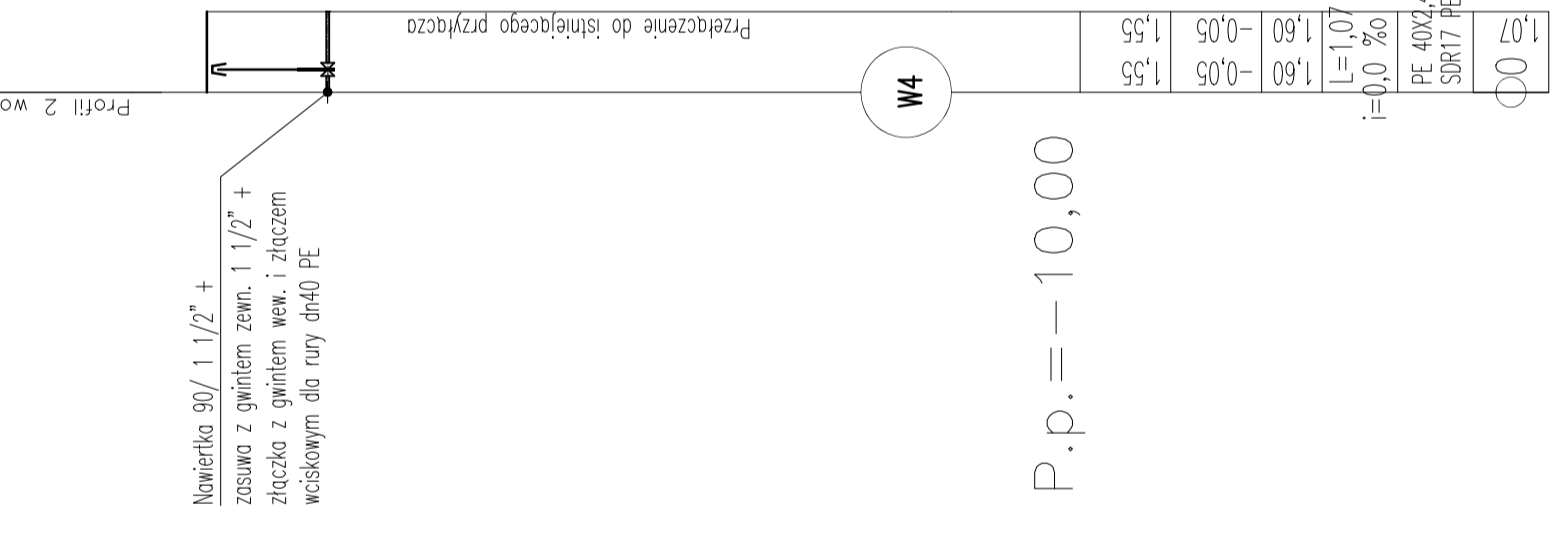 Profil 2 wo
Nawiertka 90/ 1 1/2" +
zasuwa z gwintem zewn. 1 1/2" +
złączka z gwintem wew. i złączem
wciskowym dla rury dn40 PE
Przełączenie do istniejącego przyłącza
W4
P.p.=-10,00
1,55 1,55
-0,05 -0,05
1,60 1,60
L=1,07
i=0,0 ‰
PE 40X2,
SDR17 PE
00 1,07